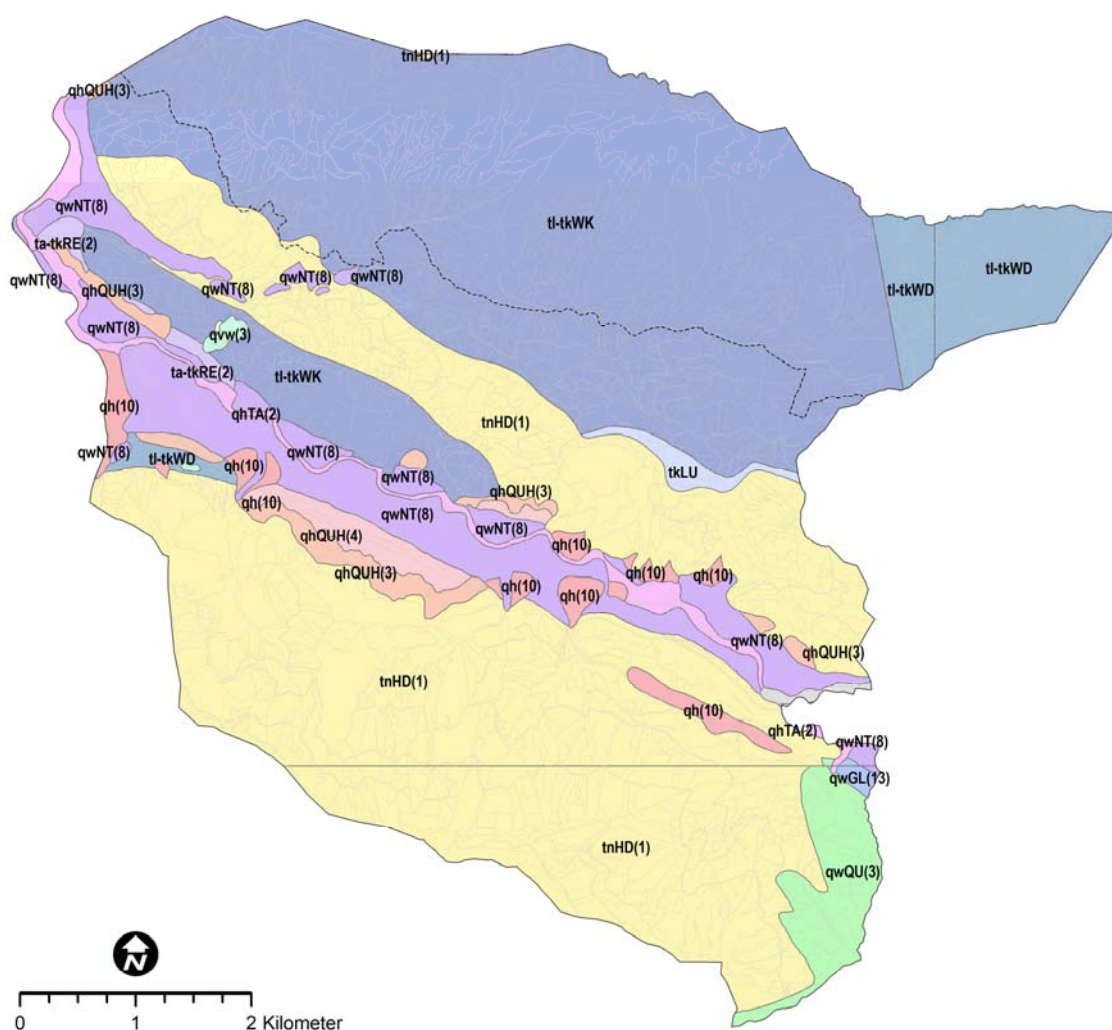 tnHD(1)
qhQUH(3)
qwNT(8)
tl-tkWK
ta-tkRE(2)
qwNT(8)
qwNT(8)
qwNT(8)
tl-tkWD
tl-tkWD
qwNT(8)
qhQUH(3)
qwNT(8)
qvw(3)
ta-tkRE(2)
tl-tkWK
qh(10)
qhTA(2)
tnHD(1)
qwNT(8)
qwNT(8)
tl-tkWD
qh(10)
tkLU
qwNT(8)
qh(10)
qhQUH(3)
qwNT(8)
qwNT(8)
qhQUH(4)
qh(10)
qhQUH(3)
qh(10)
qh(10)
qh(10)
qh(10)
qwNT(8)
qhQUH(3)
tnHD(1)
qh(10)
qhTA(2)
qwNT(8)
qwGL(13)
tnHD(1)
qwQU(3)
N
0 1 2 Kilometer